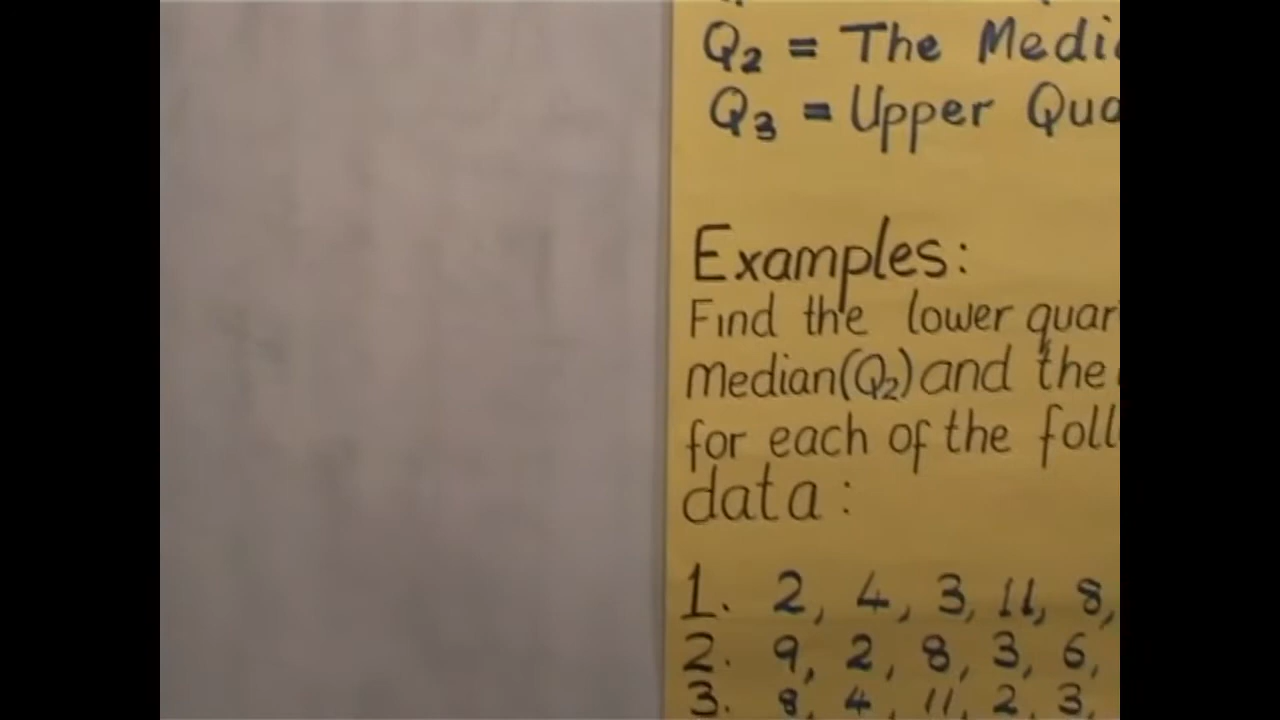 Q2 = The Medi
Q3 = Upper Qua
Examples:
Find the lower quar
median(Q2) and the
for each of the foll
data:
1. 2, 4, 3, 11, 8,
2. 9, 2, 8, 3, 6,
3. 8, 4, 11, 2, 3,